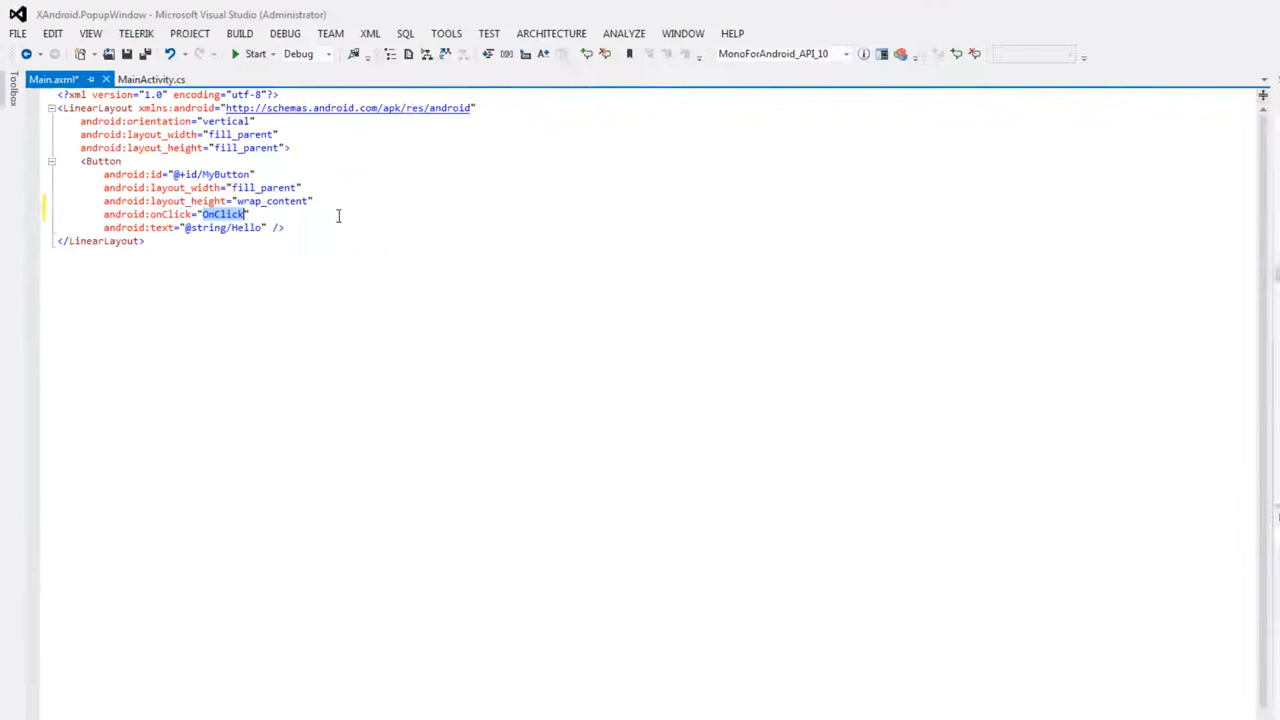 XAndroid.PopupWindow - Microsoft Visual Studio (Administrator)
FILE EDIT VIEW TELERIK PROJECT BUILD DEBUG TEAM XML SQL TOOLS TEST ARCHITECTURE ANALYZE WINDOW HELP
Start Debug MonoForAndroid_API_10
Main.axml* MainActivity.cs
Toolbox
<?xml version="1.0" encoding="utf-8"?>
<LinearLayout xmlns:android="http://schemas.android.com/apk/res/android"
android:orientation="vertical"
android:layout_width="fill_parent"
android:layout_height="fill_parent">
<Button
android:id="@+id/MyButton"
android:layout_width="fill_parent"
android:layout_height="wrap_content"
android:onClick="OnClick"
android:text="@string/Hello" />
</LinearLayout>